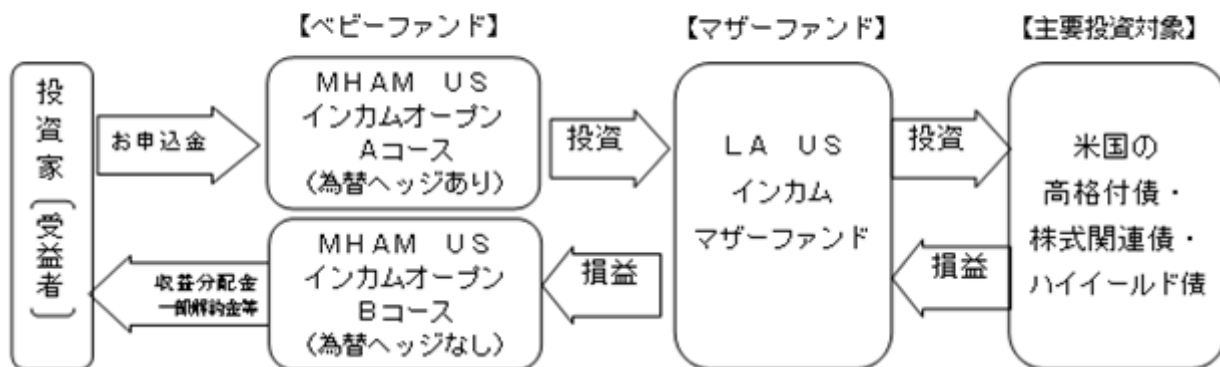 【ベビーファンド】
【マザーファンド】
【主要投資対象】
投資家
〔受益者〕
お申込金
収益分配金
一部解約金等
MHAM US
インカムオープン
Aコース
(為替ヘッジあり)
MHAM US
インカムオープン
Bコース
(為替ヘッジなし)
投資
損益
LA US
インカム
マザーファンド
投資
損益
米国の
高格付債・
株式関連債・
ハイイールド債